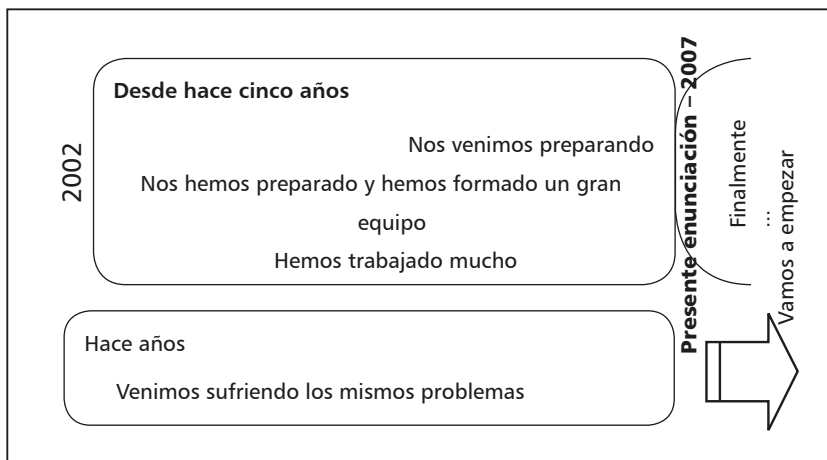 2002
Desde hace cinco años
Nos venimos preparando
Nos hemos preparado y hemos formado un gran
equipo
Hemos trabajado mucho
Hace años
Venimos sufriendo los mismos problemas
Presente enunciación – 2007
Finalmente
...
Vamos a empezar